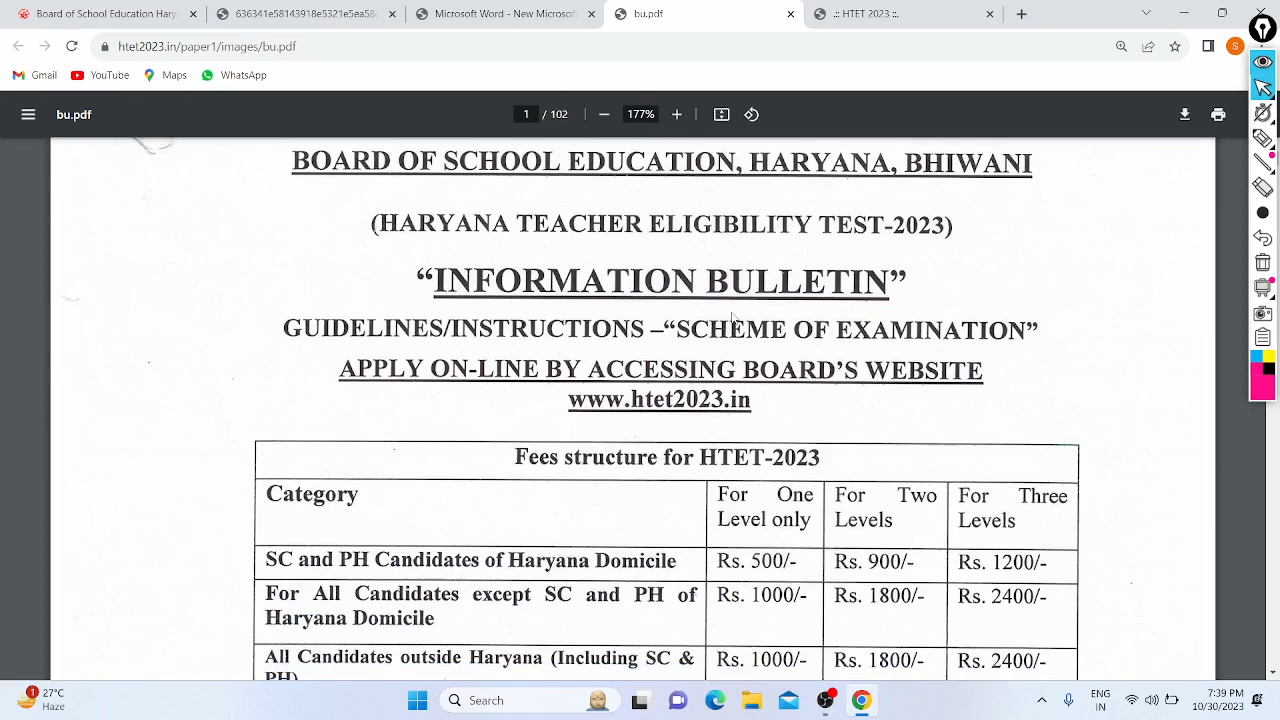 Board of School Education Hary
636341e58143918e5321e5ea58
Microsoft Word - New Microsof
bu.pdf
:: HTET 2023 ::
htet2023.in/paper1/images/bu.pdf
S
Gmail
YouTube
Maps
WhatsApp
bu.pdf
1 / 102
177%
BOARD OF SCHOOL EDUCATION, HARYANA, BHIWANI
(HARYANA TEACHER ELIGIBILITY TEST-2023)
“INFORMATION BULLETIN”
GUIDELINES/INSTRUCTIONS –“SCHEME OF EXAMINATION”
APPLY ON-LINE BY ACCESSING BOARD’S WEBSITE
www.htet2023.in
Fees structure for HTET-2023
Category
For One Level only
For Two Levels
For Three Levels
SC and PH Candidates of Haryana Domicile
Rs. 500/-
Rs. 900/-
Rs. 1200/-
For All Candidates except SC and PH of
Haryana Domicile
Rs. 1000/-
Rs. 1800/-
Rs. 2400/-
All Candidates outside Haryana (Including SC &
PH)
Rs. 1000/-
Rs. 1800/-
Rs. 2400/-
1
27°C
Haze
Search
ENG
IN
7:39 PM
10/30/2023